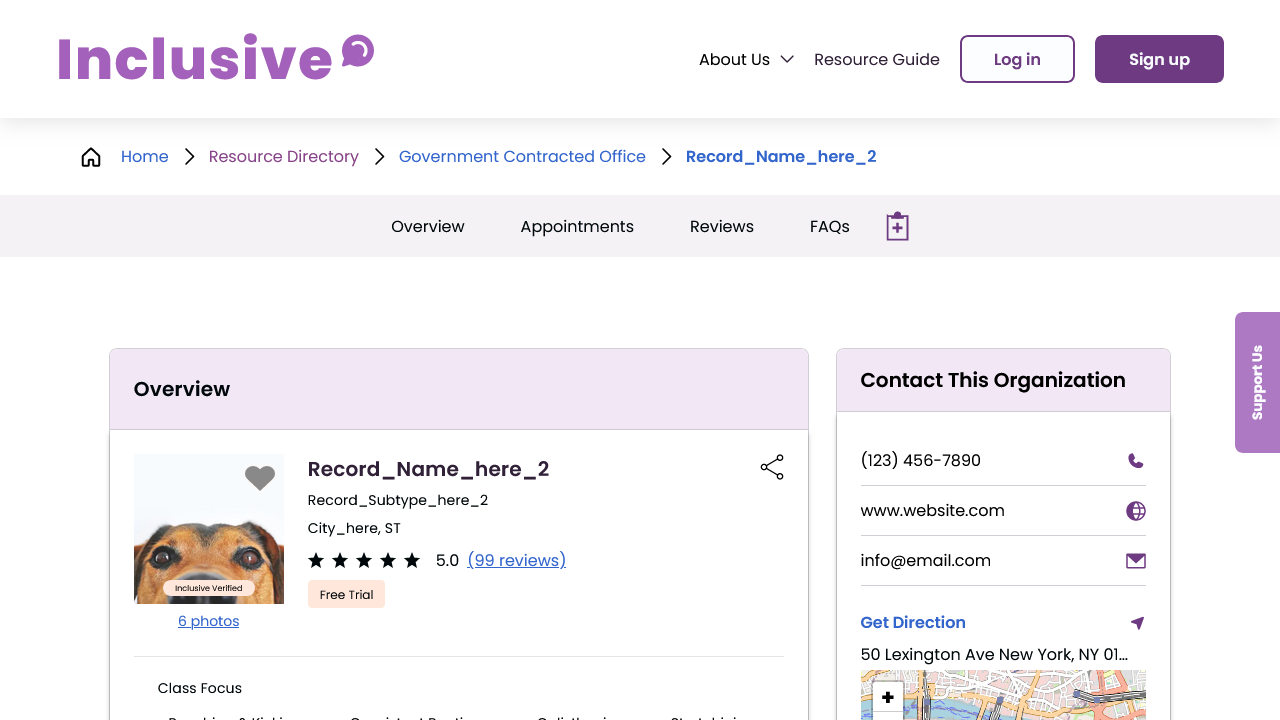 Inclusive
About Us
Resource Guide
Log in
Sign up
Home
Resource Directory
Government Contracted Office
Record_Name_here_2
Overview
Appointments
Reviews
FAQs
Support Us
Overview
Record_Name_here_2
Record_Subtype_here_2
City_here, ST
5.0 (99 reviews)
Free Trial
Inclusive Verified
6 photos
Class Focus
Contact This Organization
(123) 456-7890
www.website.com
info@email.com
Get Direction
50 Lexington Ave New York, NY 01...
+